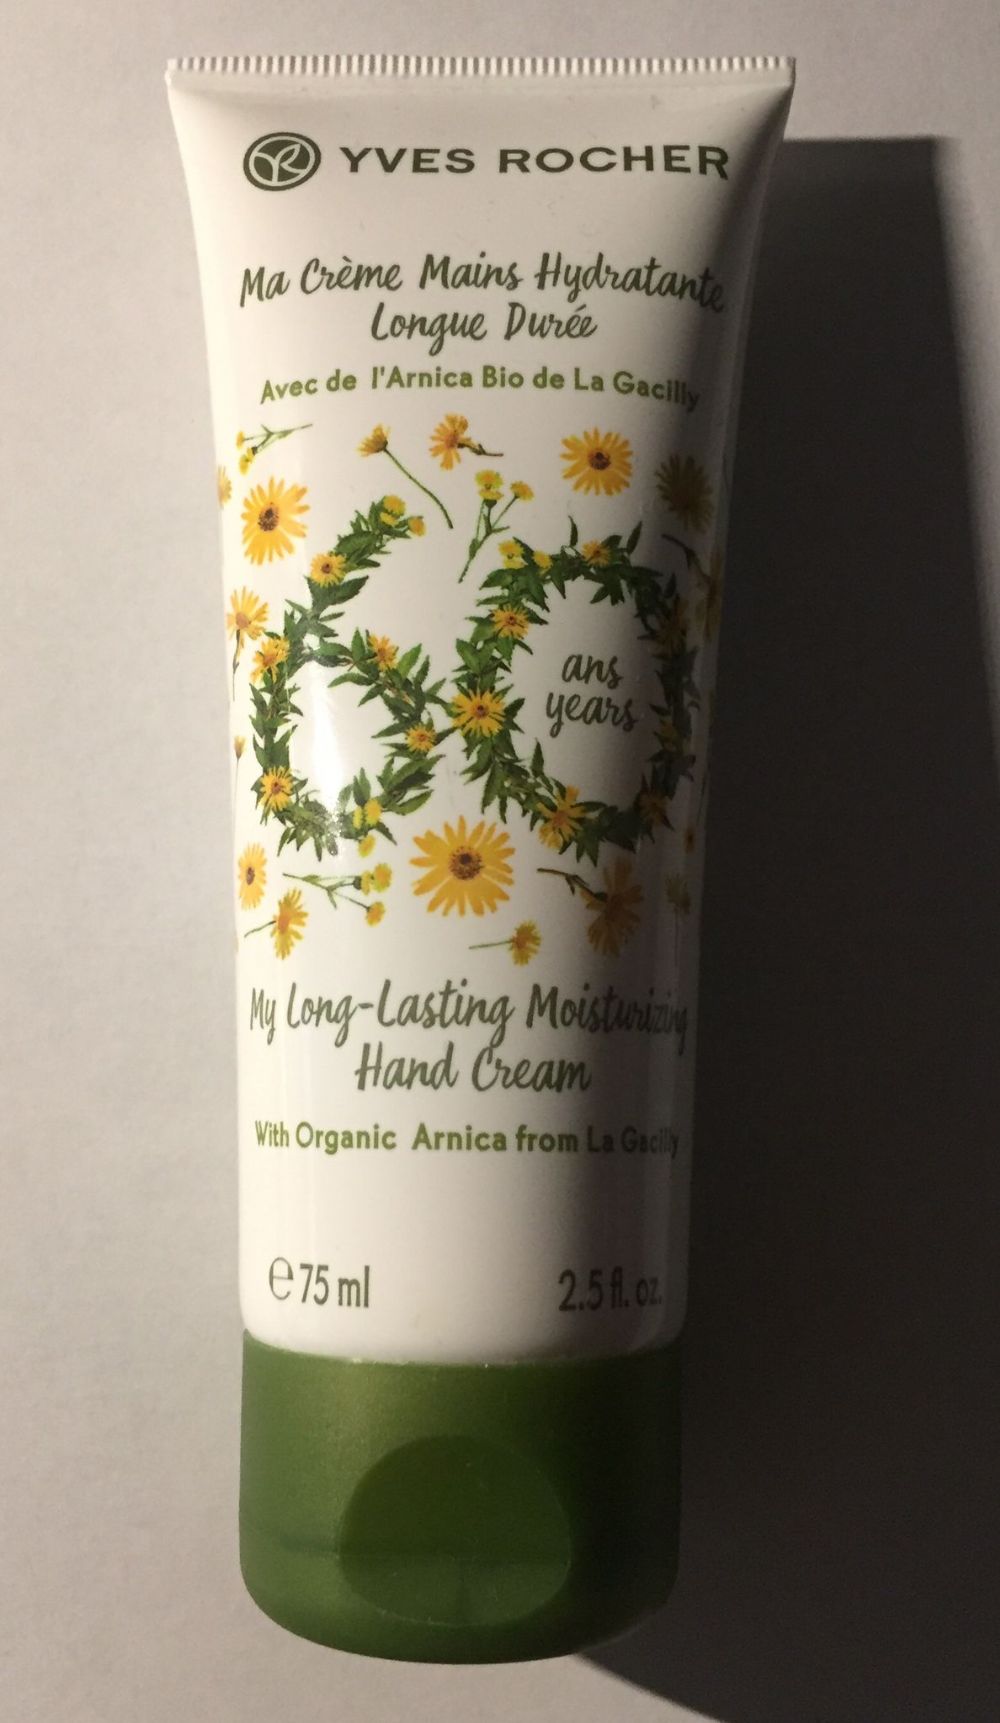 YVES ROCHER
Ma Crème Mains Hydratante
Longue Durée
Avec de l'Arnica Bio de La Gacilly
60
ans
years
My Long-Lasting Moisturizing
Hand Cream
With Organic Arnica from La Gacilly
℮75 ml 2.5 fl. oz.